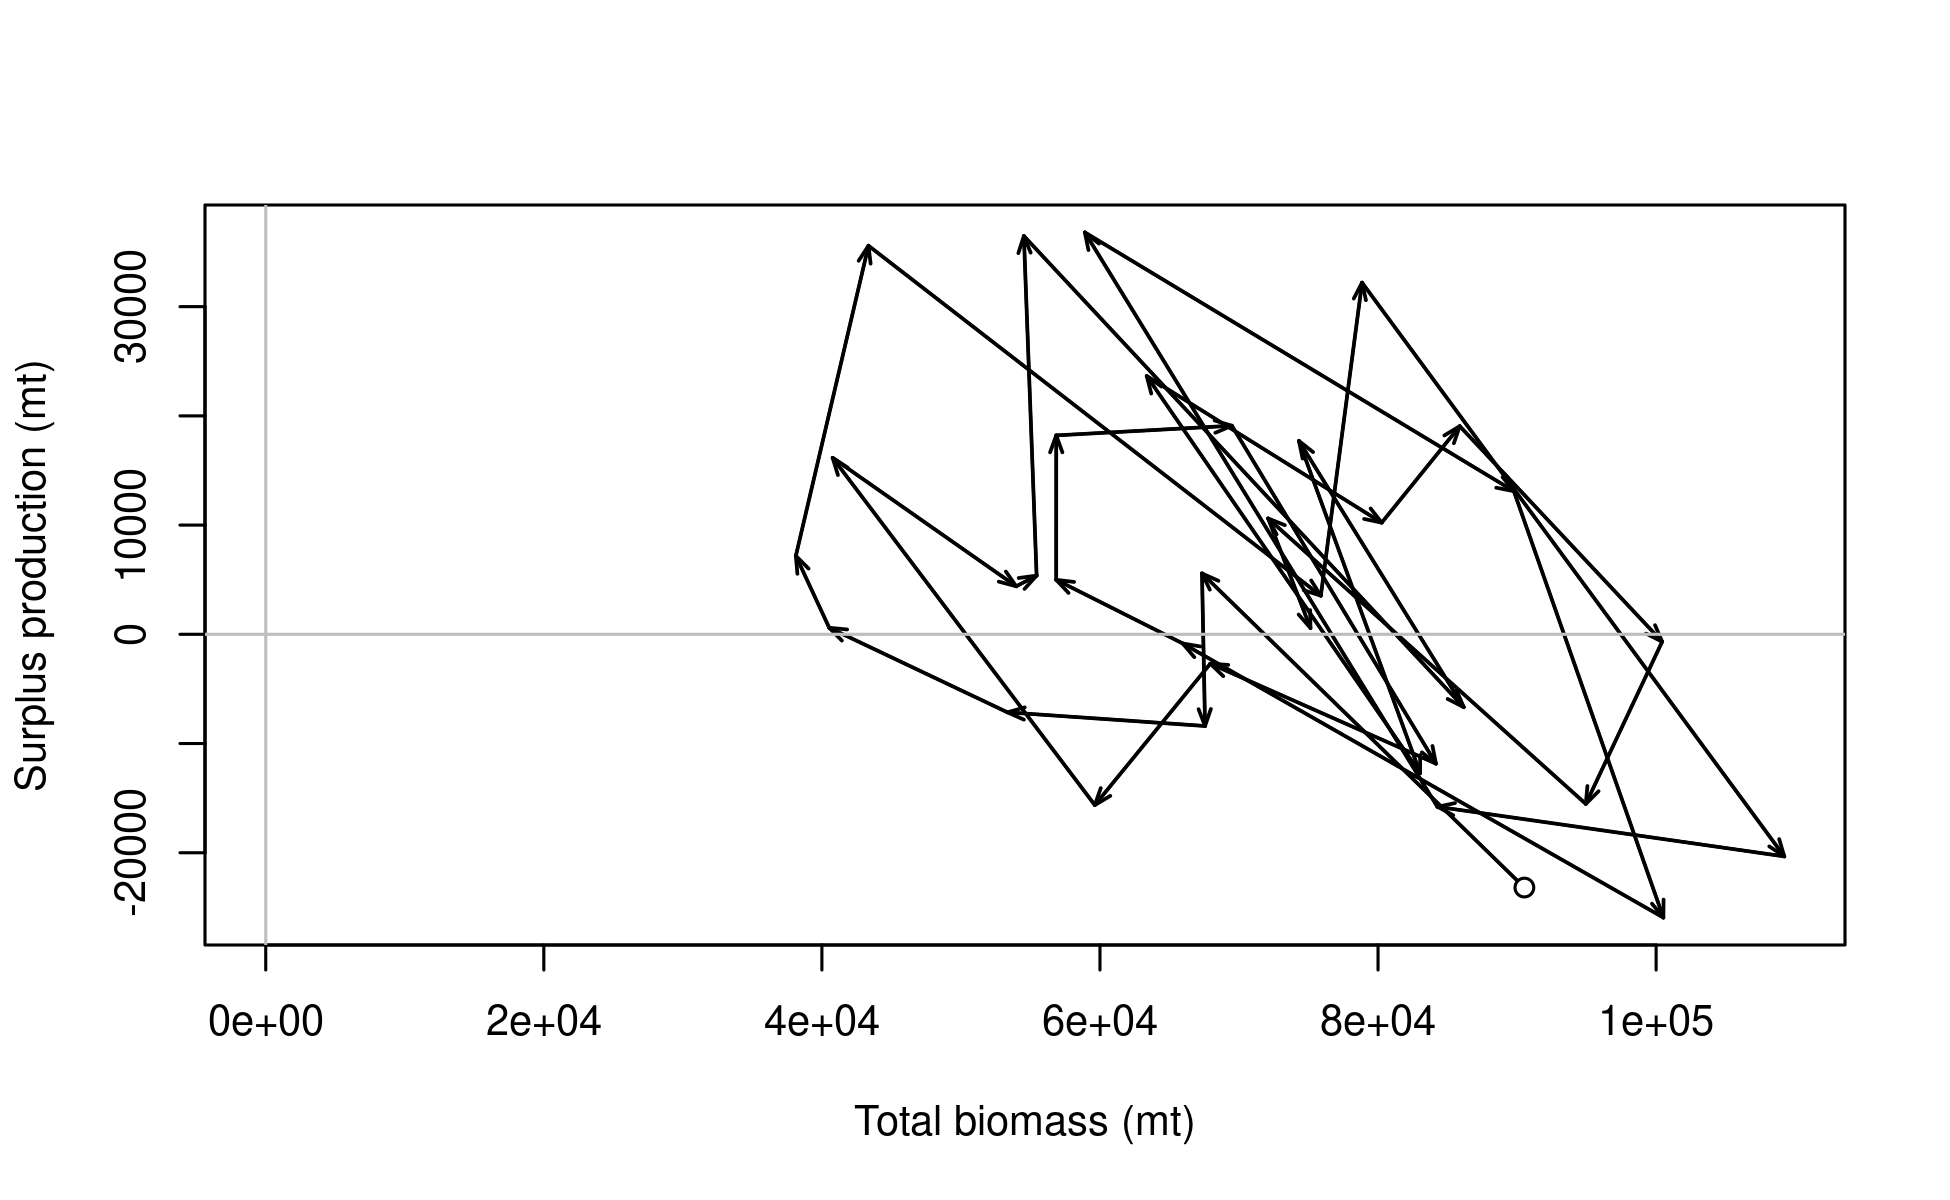 Surplus production (mt)
30000
10000
0
-20000
0e+00 2e+04 4e+04 6e+04 8e+04 1e+05
Total biomass (mt)